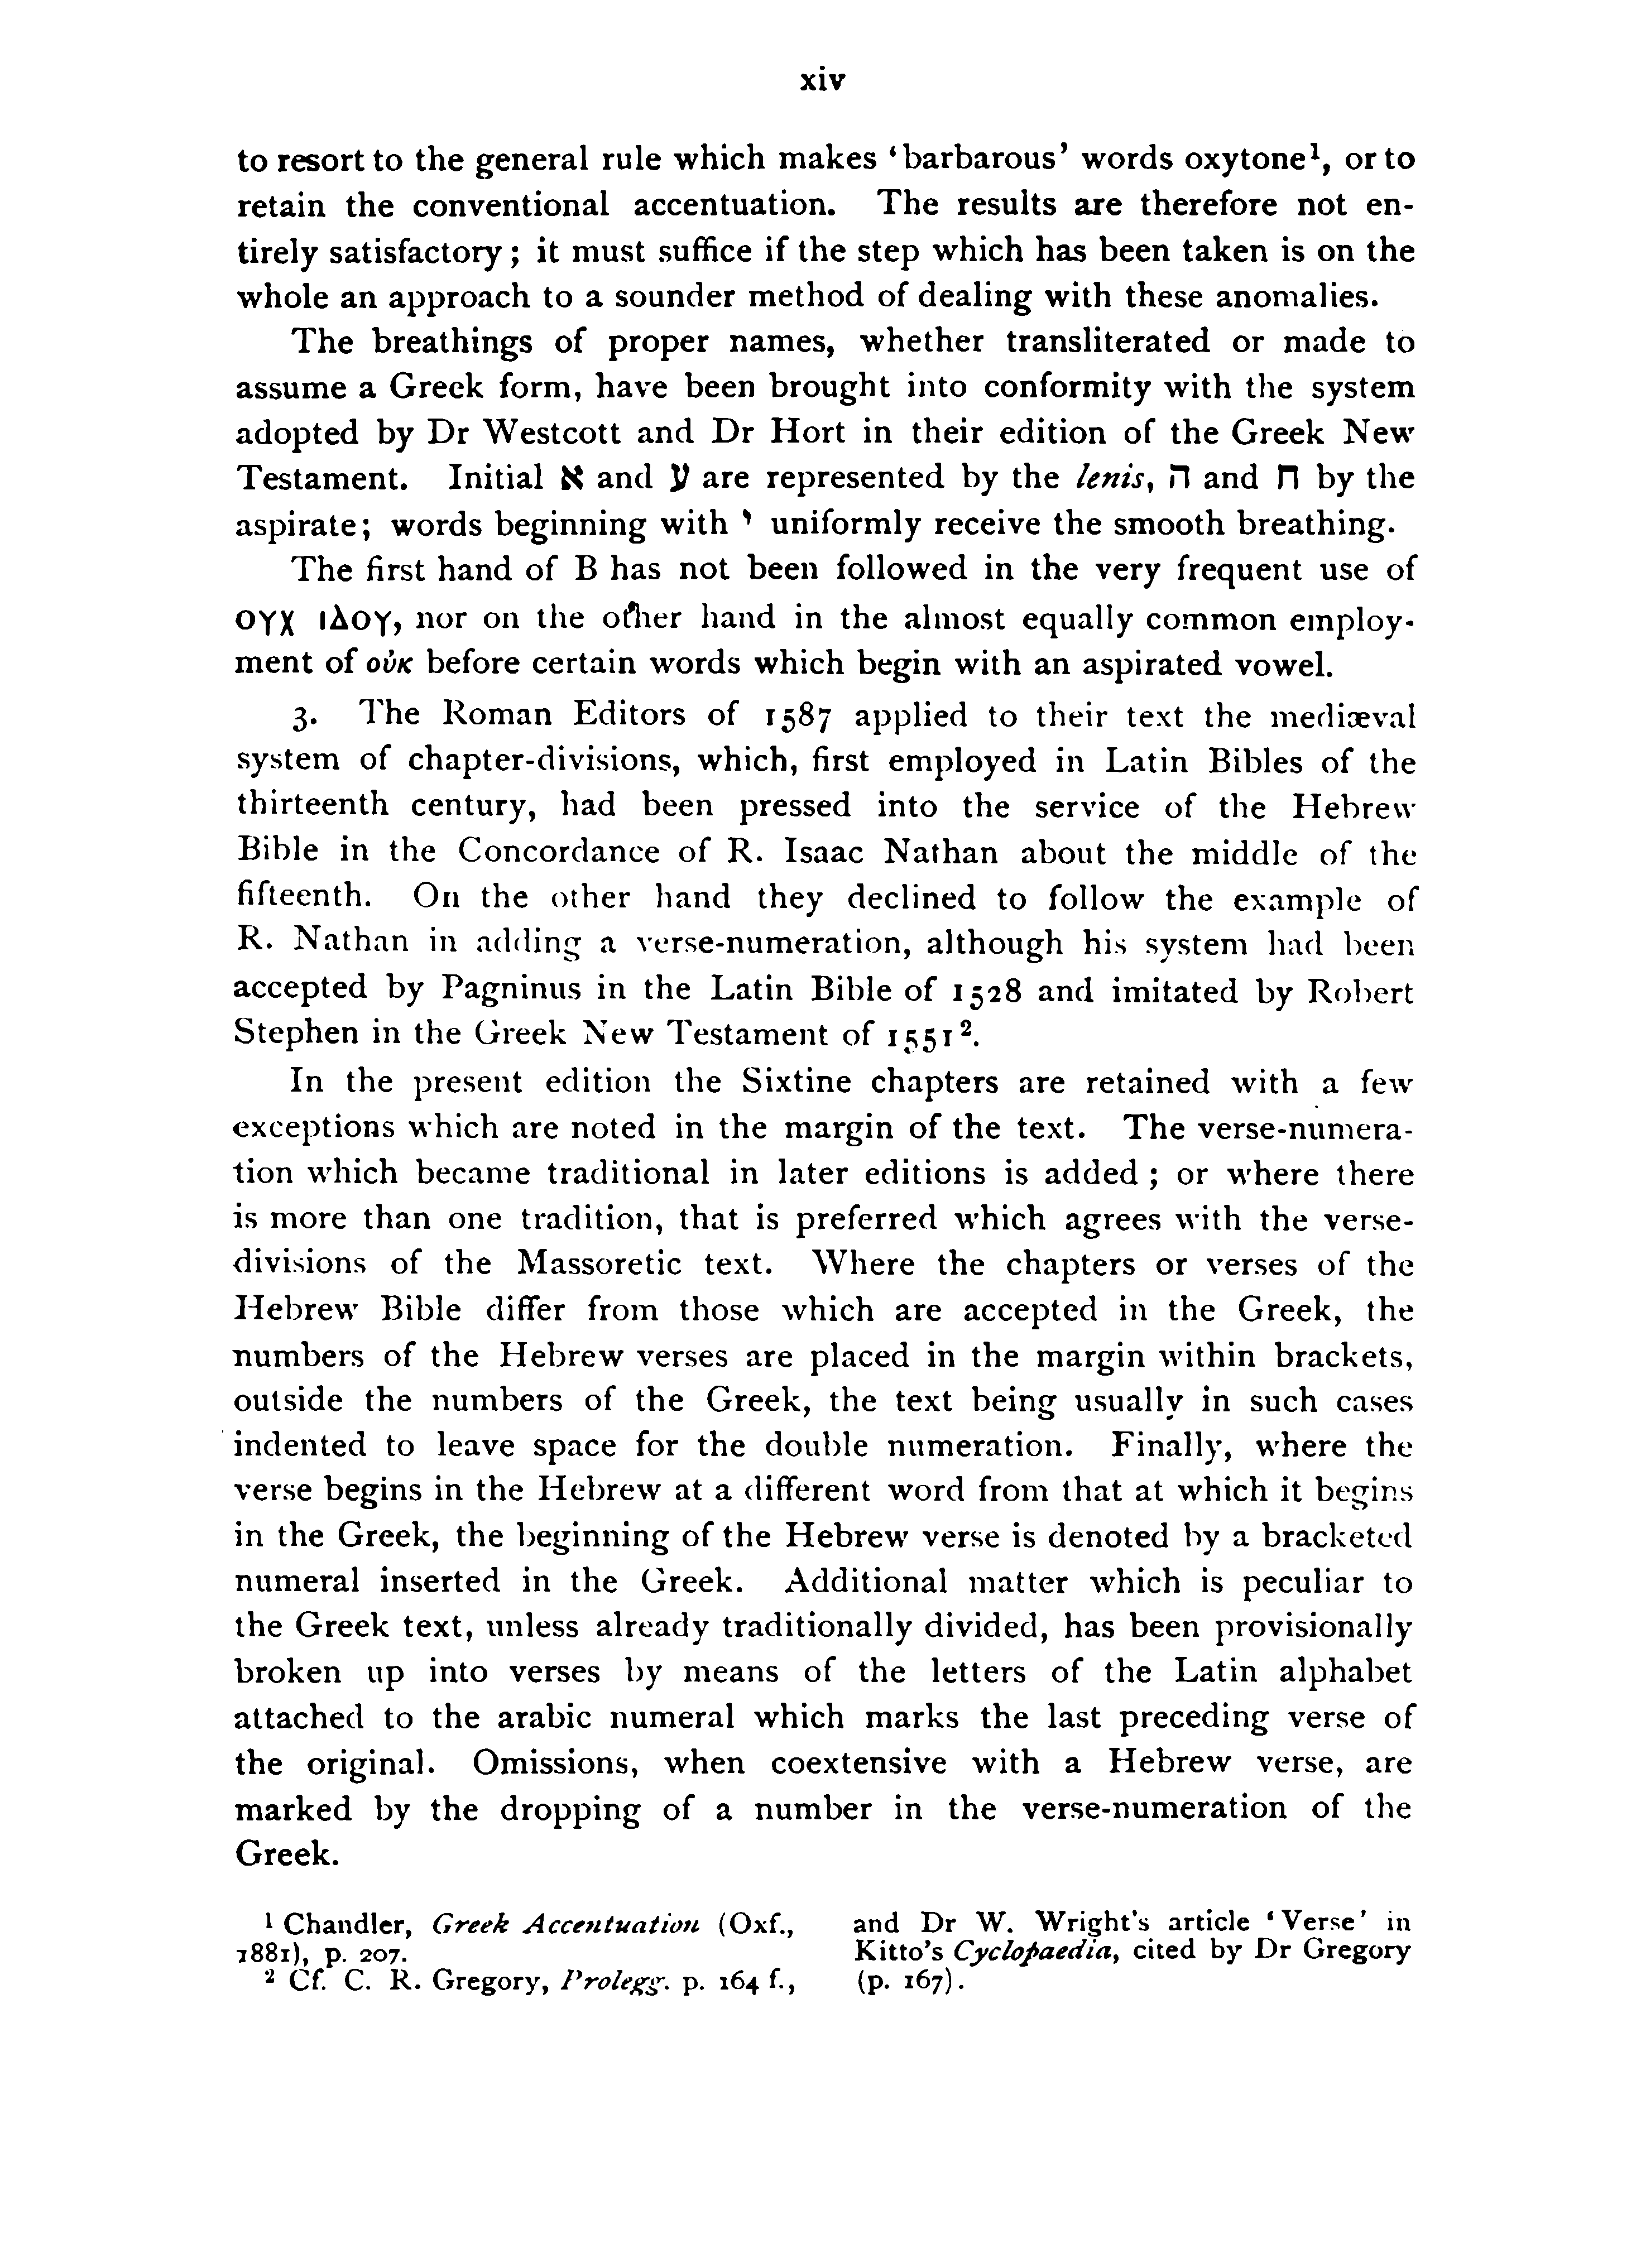 xiv
to resort to the general rule which makes ‘barbarous’ words oxytone¹, or to
retain the conventional accentuation. The results are therefore not en-
tirely satisfactory; it must suffice if the step which has been taken is on the
whole an approach to a sounder method of dealing with these anomalies.
The breathings of proper names, whether transliterated or made to
assume a Greek form, have been brought into conformity with the system
adopted by Dr Westcott and Dr Hort in their edition of the Greek New
Testament. Initial א and ע are represented by the lenis, ה and ח by the
aspirate; words beginning with י uniformly receive the smooth breathing.
The first hand of B has not been followed in the very frequent use of
ΟΥΧ ΙΔΟΥ, nor on the other hand in the almost equally common employ-
ment of οὐκ before certain words which begin with an aspirated vowel.
3. The Roman Editors of 1587 applied to their text the mediæval
system of chapter-divisions, which, first employed in Latin Bibles of the
thirteenth century, had been pressed into the service of the Hebrew
Bible in the Concordance of R. Isaac Nathan about the middle of the
fifteenth. On the other hand they declined to follow the example of
R. Nathan in adding a verse-numeration, although his system had been
accepted by Pagninus in the Latin Bible of 1528 and imitated by Robert
Stephen in the Greek New Testament of 1551².
In the present edition the Sixtine chapters are retained with a few
exceptions which are noted in the margin of the text. The verse-numera-
tion which became traditional in later editions is added; or where there
is more than one tradition, that is preferred which agrees with the verse-
divisions of the Massoretic text. Where the chapters or verses of the
Hebrew Bible differ from those which are accepted in the Greek, the
numbers of the Hebrew verses are placed in the margin within brackets,
outside the numbers of the Greek, the text being usually in such cases
indented to leave space for the double numeration. Finally, where the
verse begins in the Hebrew at a different word from that at which it begins
in the Greek, the beginning of the Hebrew verse is denoted by a bracketed
numeral inserted in the Greek. Additional matter which is peculiar to
the Greek text, unless already traditionally divided, has been provisionally
broken up into verses by means of the letters of the Latin alphabet
attached to the arabic numeral which marks the last preceding verse of
the original. Omissions, when coextensive with a Hebrew verse, are
marked by the dropping of a number in the verse-numeration of the
Greek.
¹ Chandler, Greek Accentuation (Oxf.,
1881), p. 207.
² Cf. C. R. Gregory, Prolegg. p. 164 f.,
and Dr W. Wright's article ‘Verse’ in
Kitto's Cyclopaedia, cited by Dr Gregory
(p. 167).